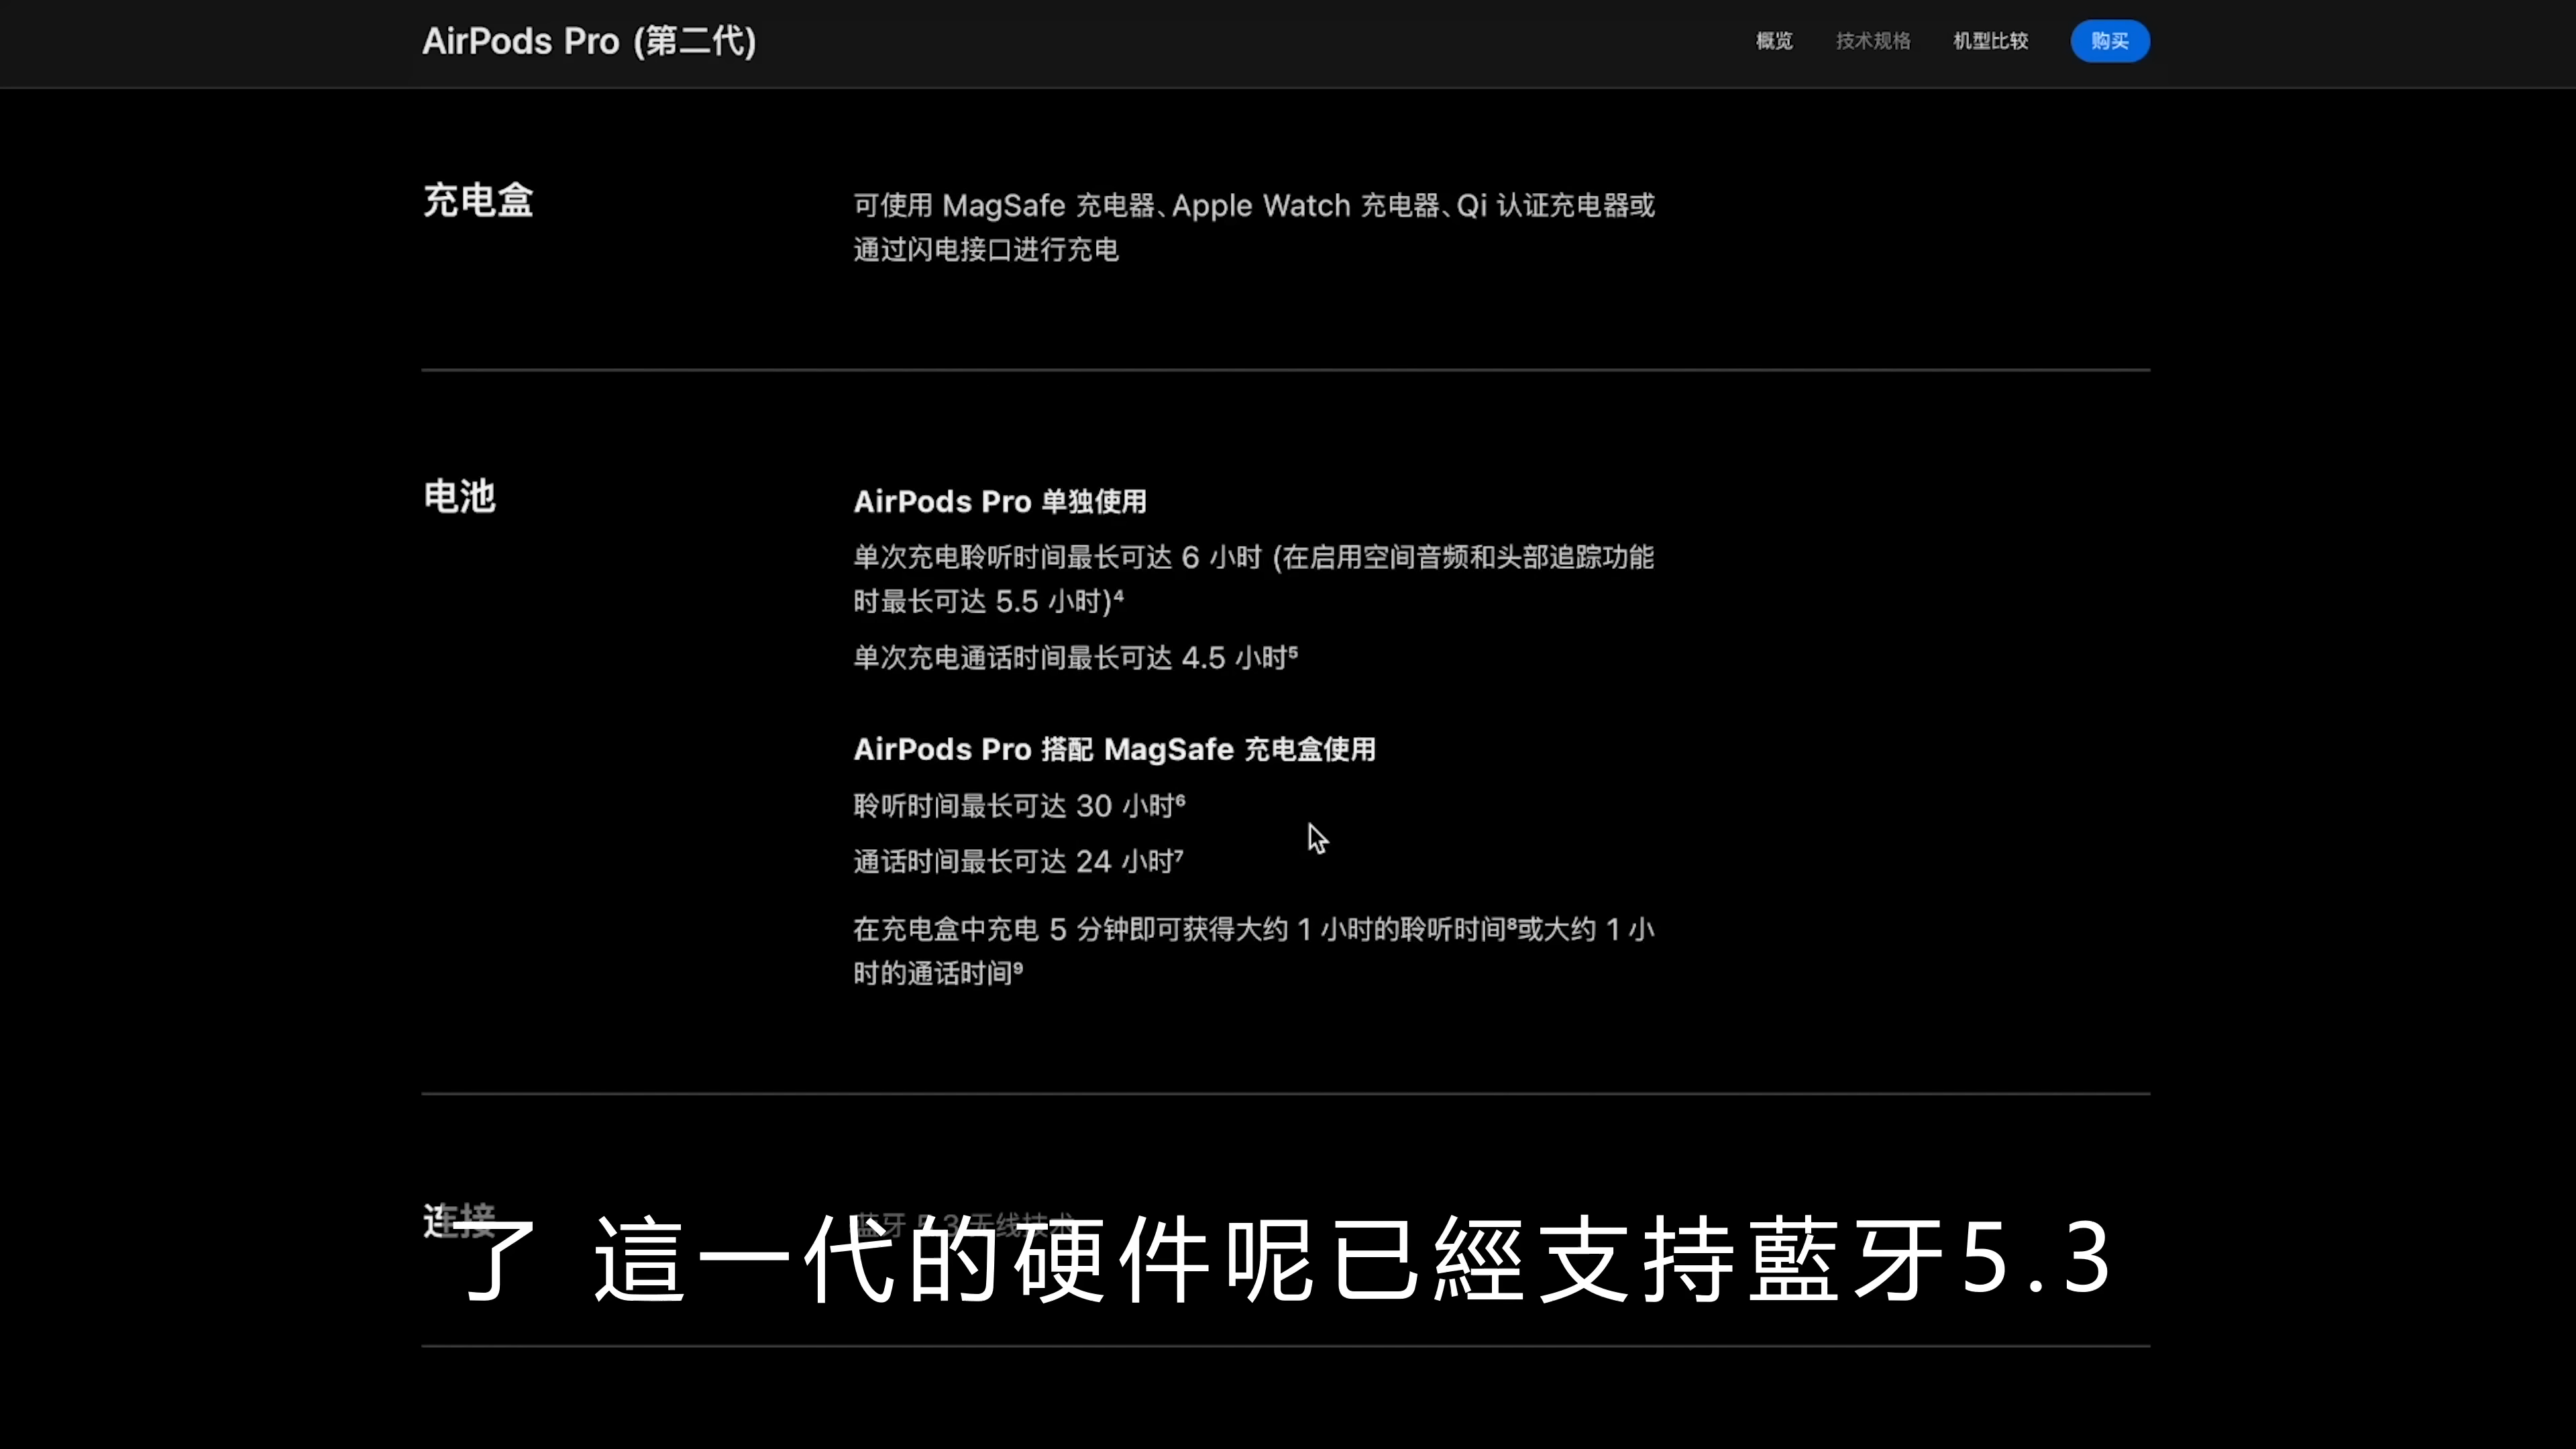 AirPods Pro (第二代)
概览
技术规格
机型比较
购买
充电盒
可使用 MagSafe 充电器、Apple Watch 充电器、Qi 认证充电器或
通过闪电接口进行充电
电池
AirPods Pro 单独使用
单次充电聆听时间最长可达 6 小时 (在启用空间音频和头部追踪功能
时最长可达 5.5 小时)⁴
单次充电通话时间最长可达 4.5 小时⁵
AirPods Pro 搭配 MagSafe 充电盒使用
聆听时间最长可达 30 小时⁶
通话时间最长可达 24 小时⁷
在充电盒中充电 5 分钟即可获得大约 1 小时的聆听时间⁸或大约 1 小
时的通话时间⁹
连接
蓝牙 5.3 无线技术
了 這一代的硬件呢已經支持藍牙5.3